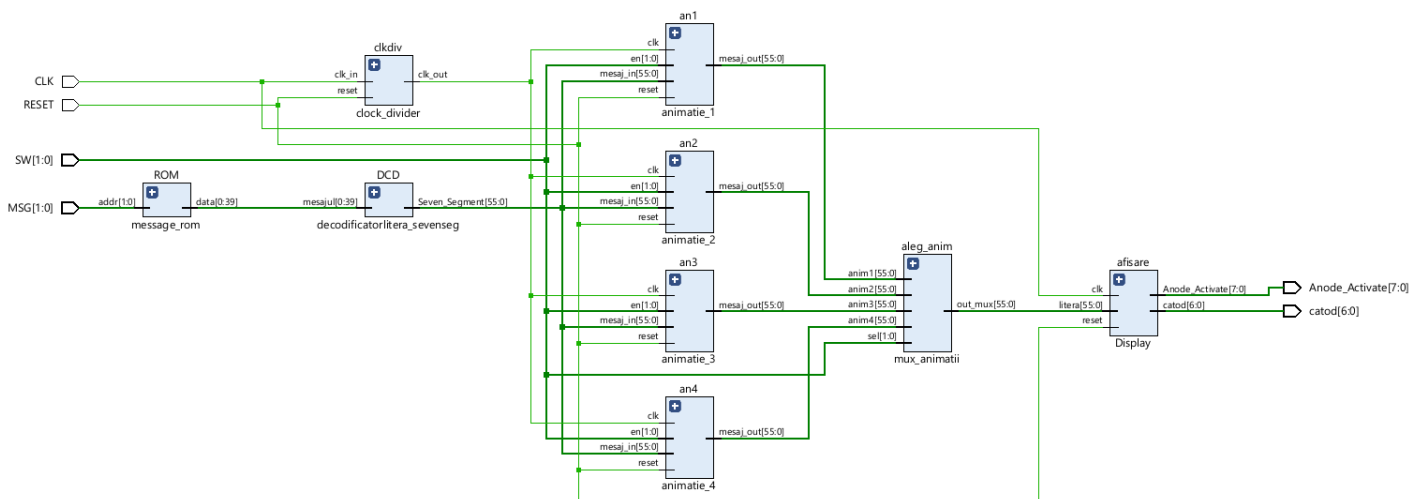 CLK
RESET
SW[1:0]
MSG[1:0]
clkdiv
clk_in
reset
clk_out
clock_divider
ROM
addr[1:0]
data[0:39]
message_rom
DCD
mesajul[0:39]
Seven_Segment[55:0]
decodificatorlitera_sevenseg
an1
clk
en[1:0]
mesaj_in[55:0]
reset
mesaj_out[55:0]
animatie_1
an2
clk
en[1:0]
mesaj_in[55:0]
reset
mesaj_out[55:0]
animatie_2
an3
clk
en[1:0]
mesaj_in[55:0]
reset
mesaj_out[55:0]
animatie_3
an4
clk
en[1:0]
mesaj_in[55:0]
reset
mesaj_out[55:0]
animatie_4
aleg_anim
anim1[55:0]
anim2[55:0]
anim3[55:0]
anim4[55:0]
sel[1:0]
out_mux[55:0]
mux_animatii
afisare
clk
litera[55:0]
reset
Anode_Activate[7:0]
catod[6:0]
Display
Anode_Activate[7:0]
catod[6:0]